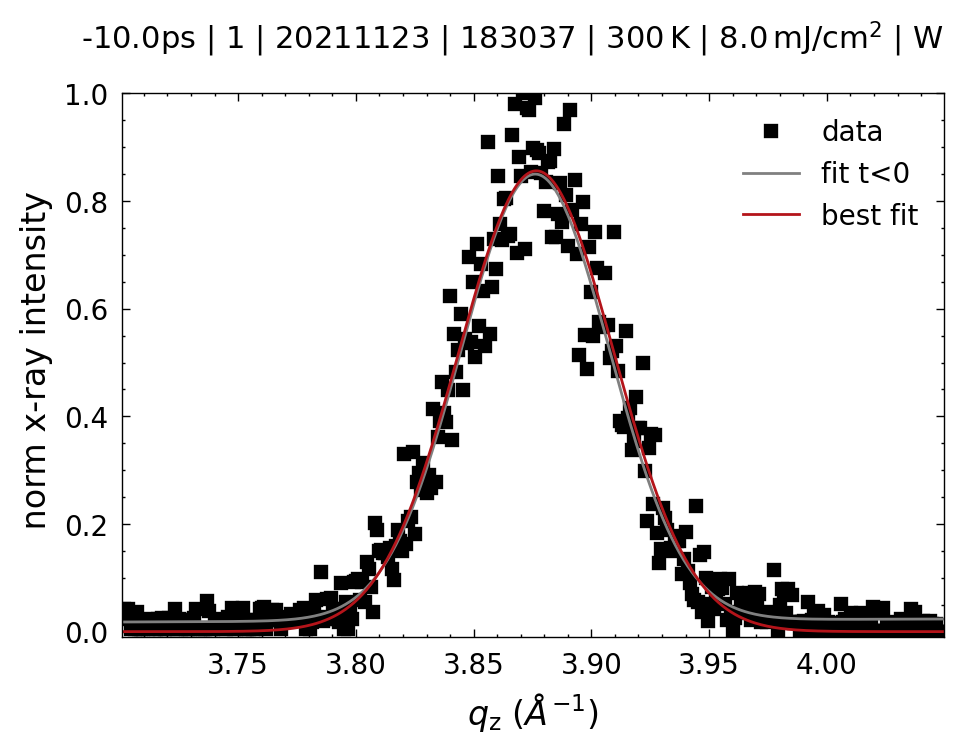 -10.0ps | 1 | 20211123 | 183037 | 300 K | 8.0 mJ/cm² | W
1.0
0.8
0.6
0.4
0.2
0.0
norm x-ray intensity
data
fit t<0
best fit
3.75 3.80 3.85 3.90 3.95 4.00
q_z (Å⁻¹)